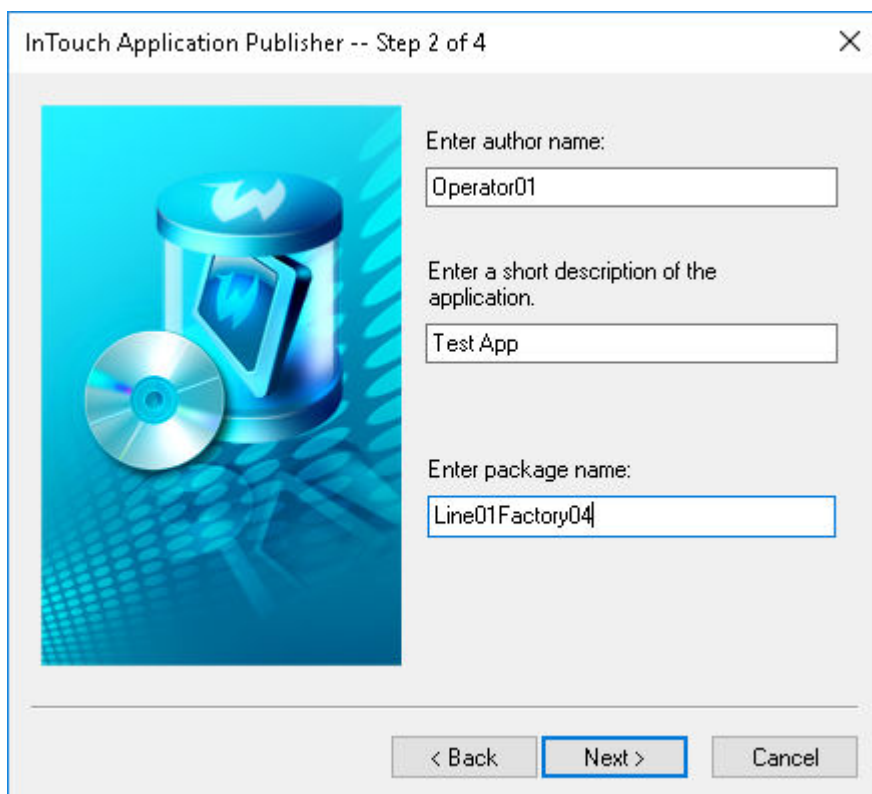 InTouch Application Publisher -- Step 2 of 4
Enter author name:
Operator01
Enter a short description of the
application.
Test App
Enter package name:
Line01Factory04
< Back
Next >
Cancel